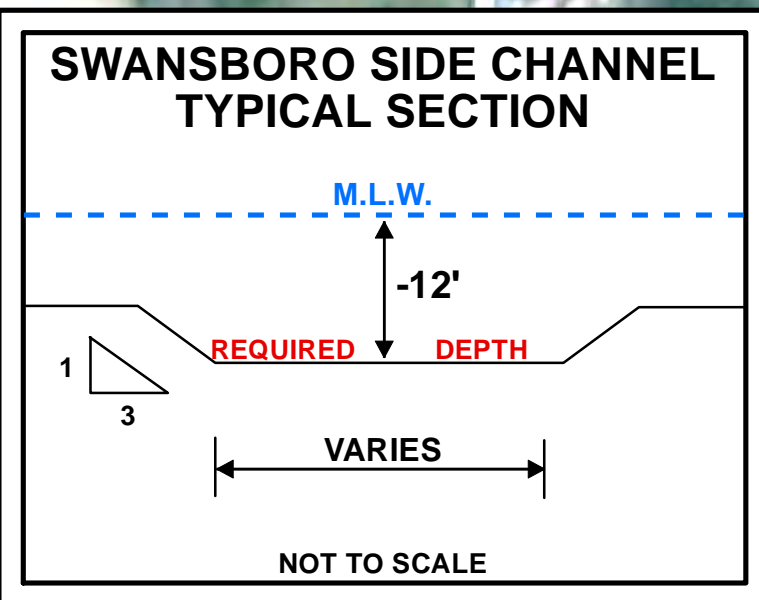 SWANSBORO SIDE CHANNEL
TYPICAL SECTION
M.L.W.
-12'
REQUIRED DEPTH
1
3
VARIES
NOT TO SCALE